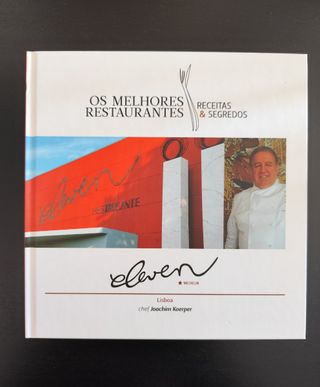 OS MELHORES
RESTAURANTES
RECEITAS
& SEGREDOS
eleven
RESTAURANTE
eleven
Lisboa
chef Joachim Koerper